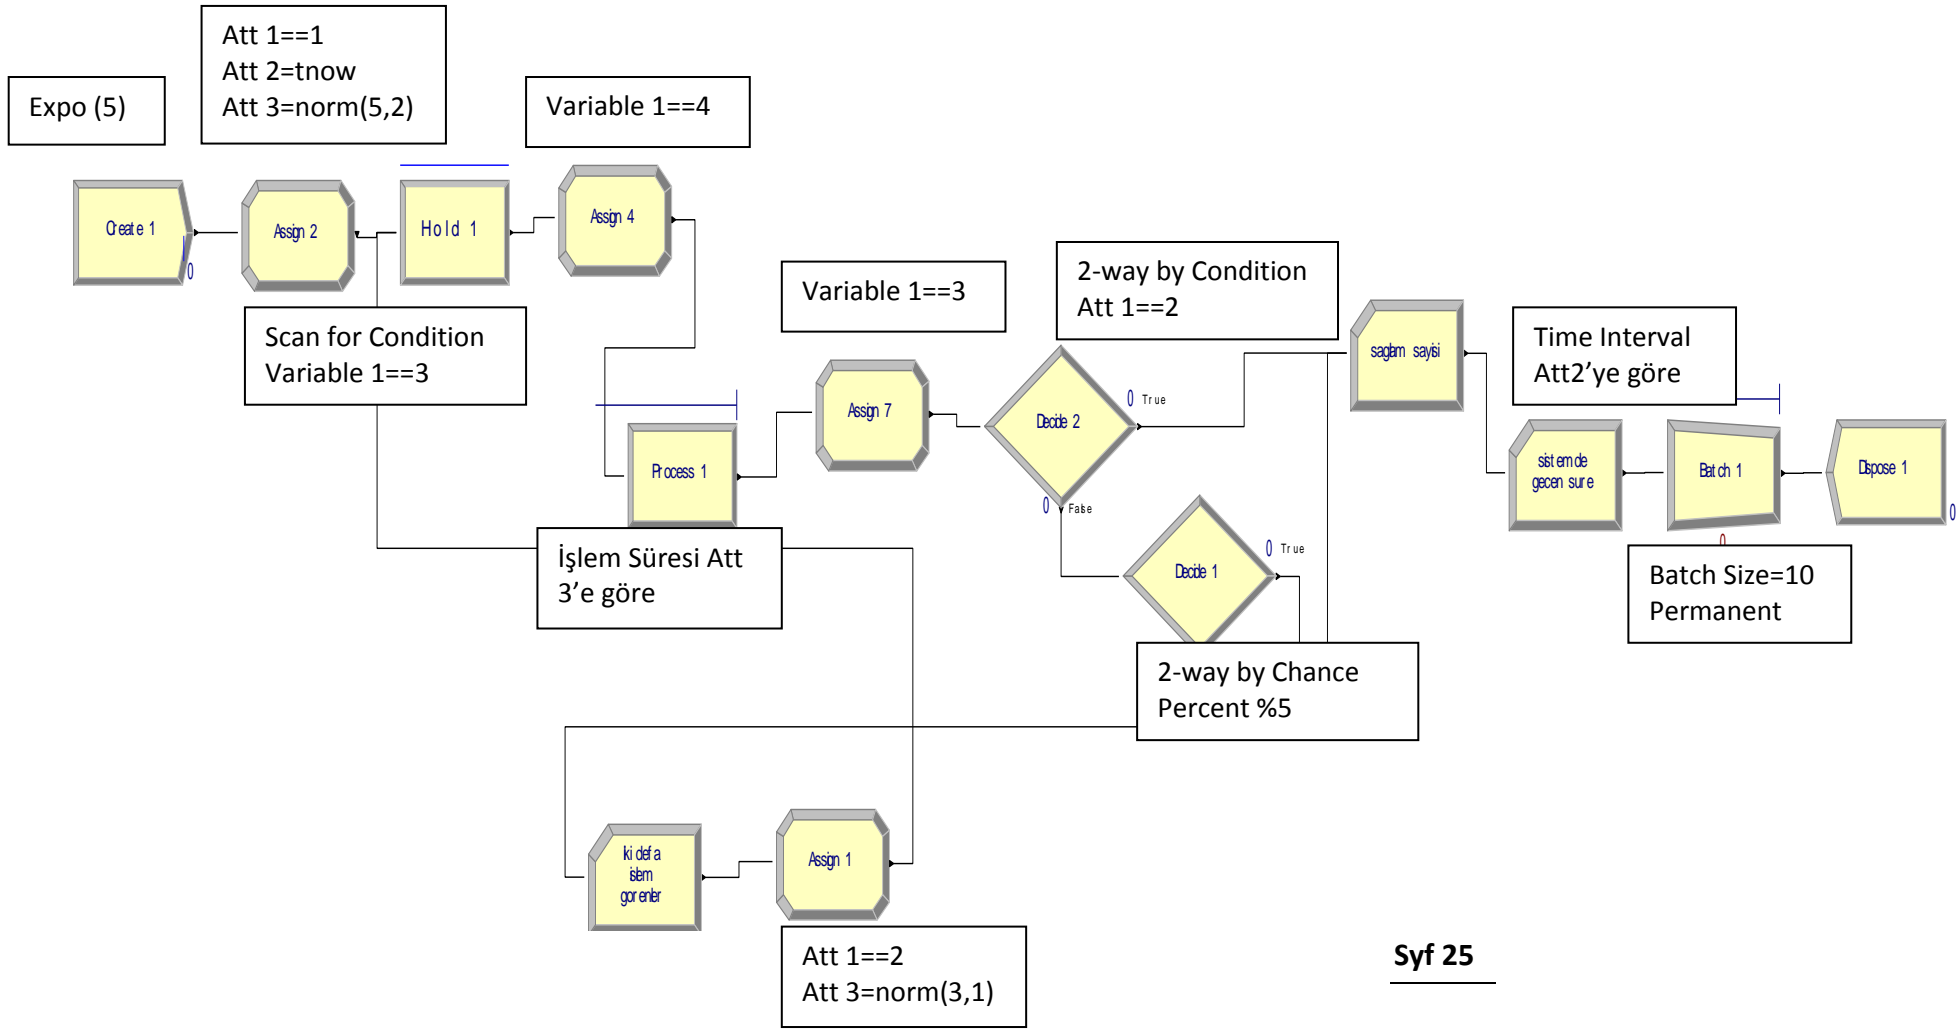 Att 1==1
Att 2=tnow
Att 3=norm(5,2)
Expo (5)
Variable 1==4
Create 1
0
Assign 2
Hold 1
Assign 4
Scan for Condition
Variable 1==3
Variable 1==3
2-way by Condition
Att 1==2
Process 1
Assign 7
Decide 2
0 True
0 False
saglam sayisi
Time Interval
Att2’ye göre
sistemde
gecen sure
Batch 1
0
Dispose 1
0
Batch Size=10
Permanent
İşlem Süresi Att
3’e göre
Decide 1
0 True
2-way by Chance
Percent %5
iki defa
islem
gorenler
Assign 1
Att 1==2
Att 3=norm(3,1)
Syf 25